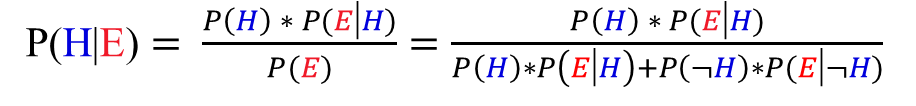 P(H|E) = P(H) * P(E|H) / P(E) = P(H) * P(E|H) / P(H)*P(E|H)+P(¬H)*P(E|¬H)